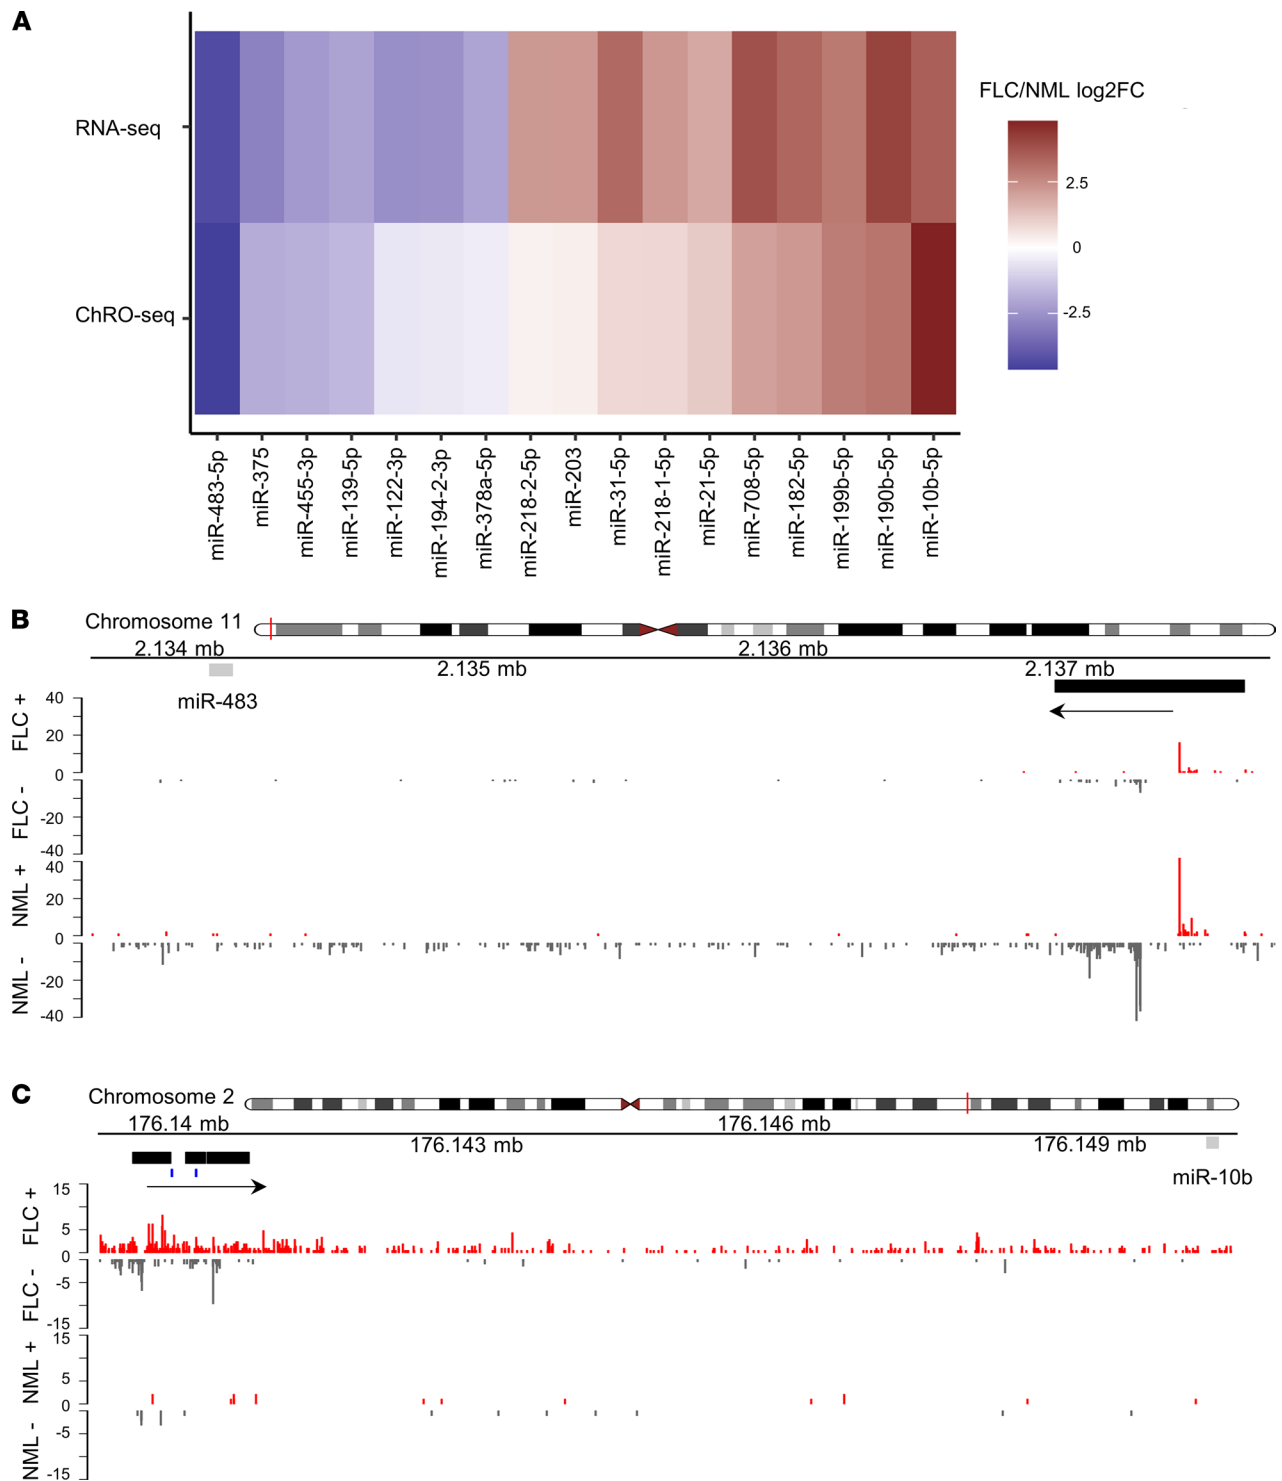 A
FLC/NML log2FC
RNA-seq
2.5
0
ChRO-seq
-2.5
miR-483-5p
miR-375
miR-455-3p
miR-139-5p
miR-122-3p
miR-194-2-3p
miR-378a-5p
miR-218-2-5p
miR-203
miR-31-5p
miR-218-1-5p
miR-21-5p
miR-708-5p
miR-182-5p
miR-199b-5p
miR-190b-5p
miR-10b-5p
B
Chromosome 11
2.134 mb
2.136 mb
2.135 mb
2.137 mb
miR-483
FLC +
40
20
0
FLC -
-20
-40
NML +
40
20
0
NML -
-20
-40
C
Chromosome 2
176.14 mb
176.146 mb
176.143 mb
176.149 mb
miR-10b
FLC +
15
5
0
FLC -
-5
-15
NML +
15
5
0
NML -
-5
-15